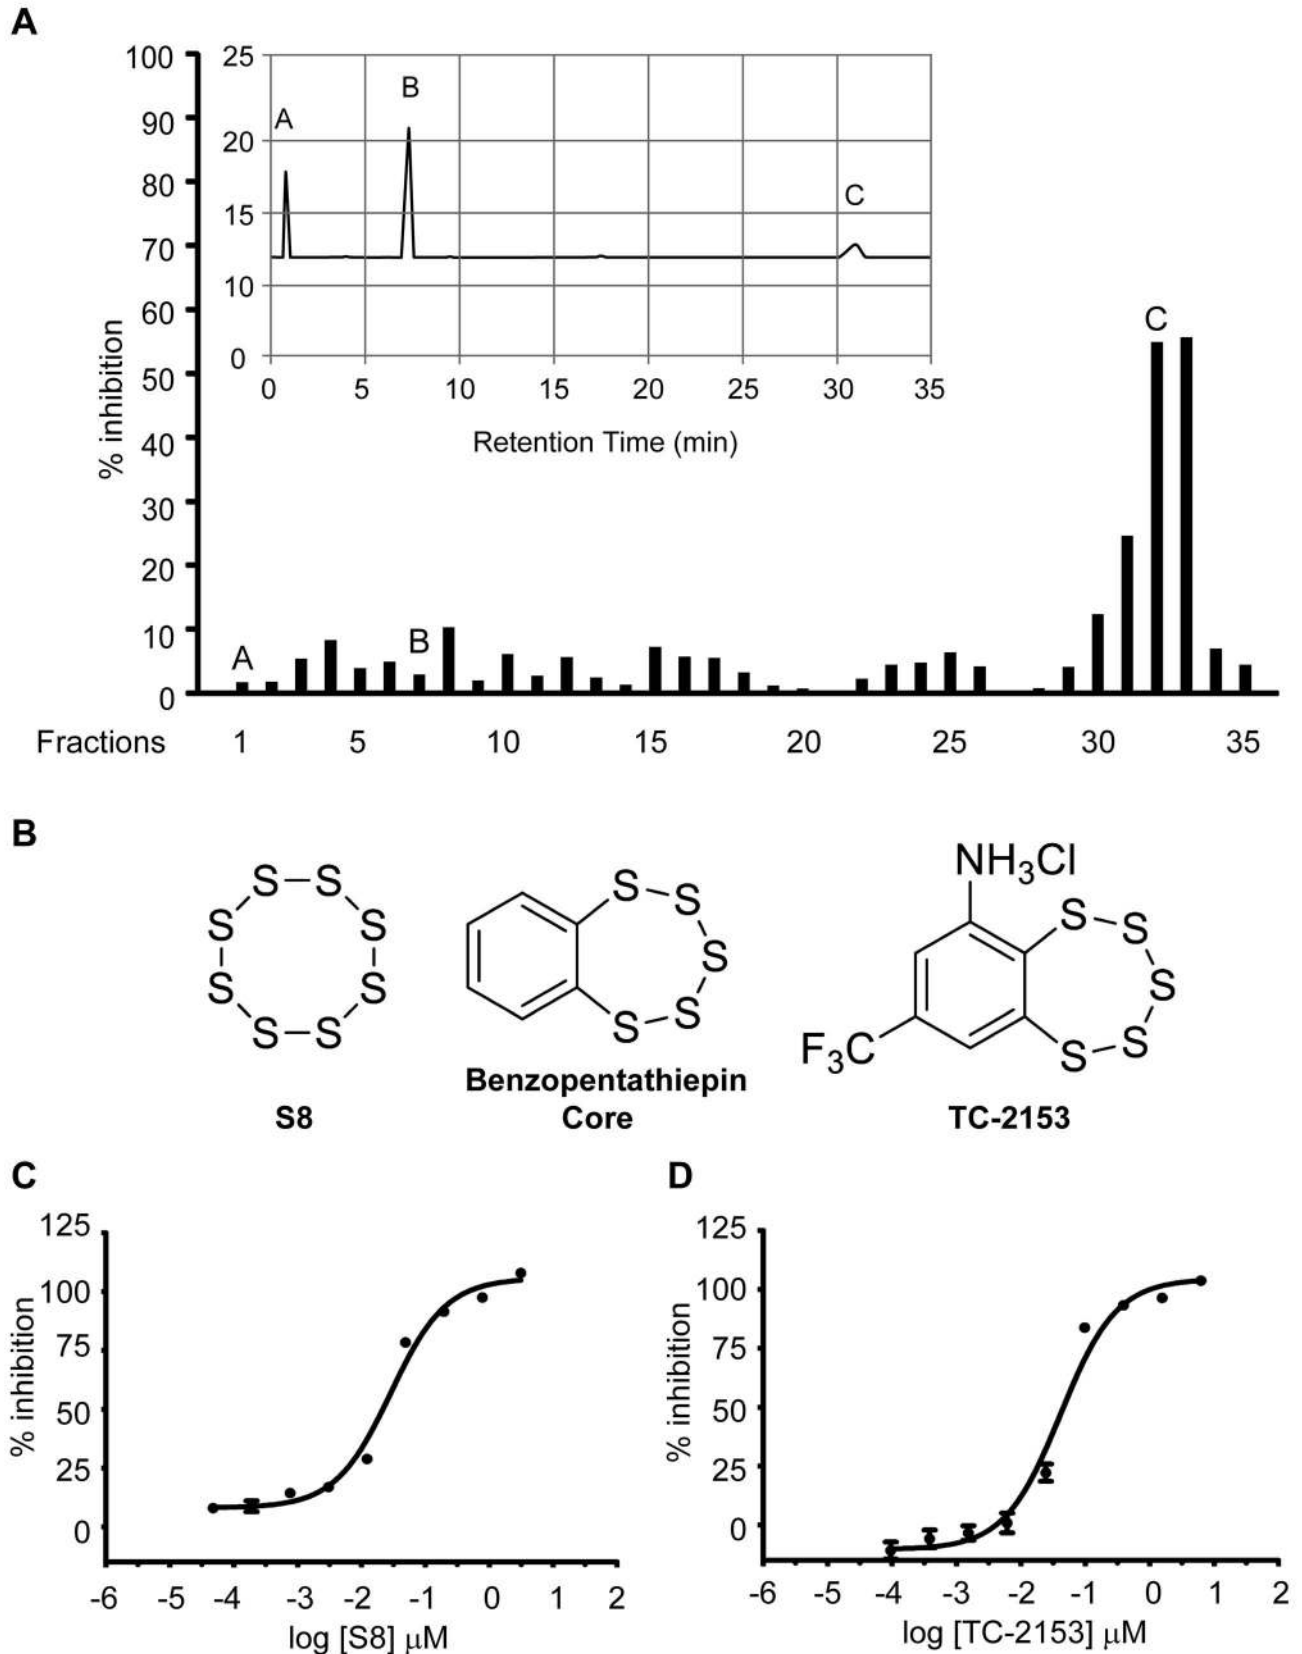 A
100
90
80
70
60
50
40
30
20
10
0
% inhibition
25
20
15
10
0
A
B
C
0 5 10 15 20 25 30 35
Retention Time (min)
A
B
C
Fractions 1 5 10 15 20 25 30 35
B
S S
S S
S S
S S
S8
S S
S
S S
Benzopentathiepin
Core
NH3Cl
S S
S
S S
F3C
TC-2153
C
125
100
75
50
25
0
% inhibition
-6 -5 -4 -3 -2 -1 0 1 2
log [S8] μM
D
125
100
75
50
25
0
% inhibition
-6 -5 -4 -3 -2 -1 0 1 2
log [TC-2153] μM